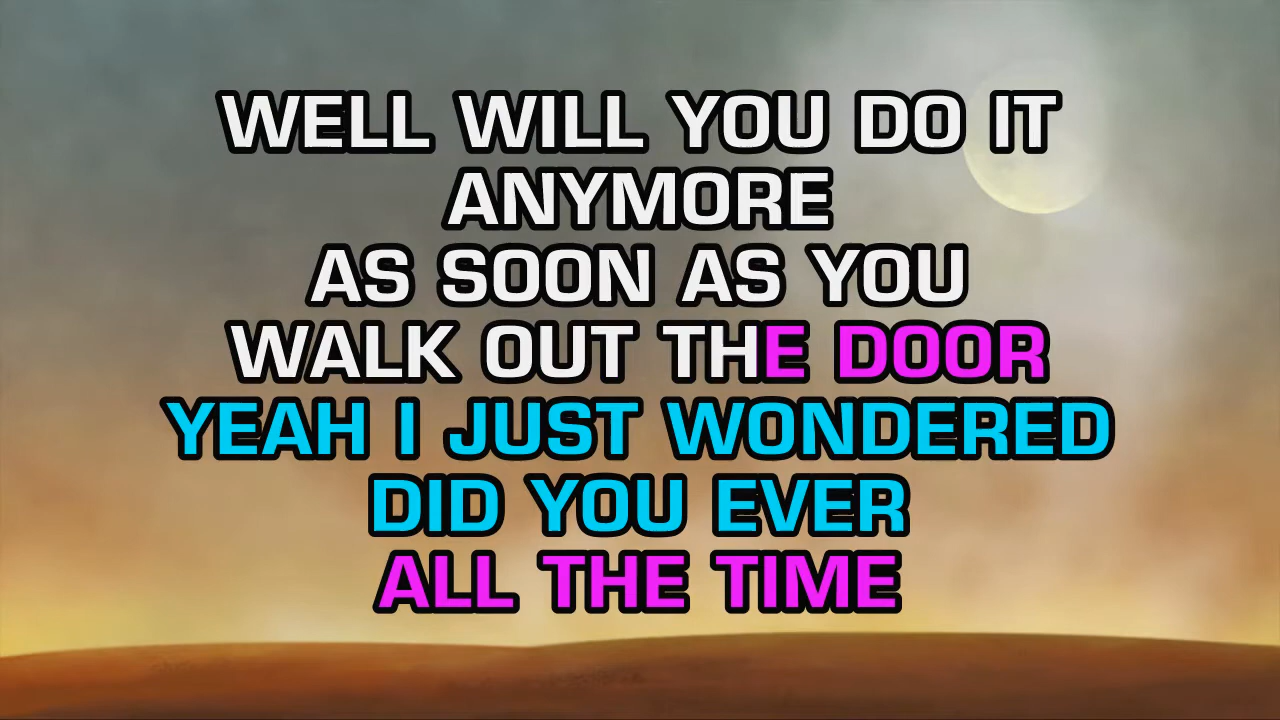 WELL WILL YOU DO IT
ANYMORE
AS SOON AS YOU
WALK OUT THE DOOR
YEAH I JUST WONDERED
DID YOU EVER
ALL THE TIME